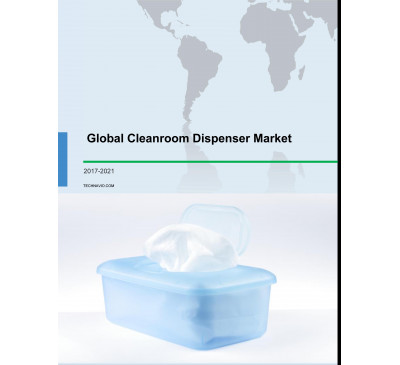 Global Cleanroom Dispenser Market
2017-2021
TECHNAVIO.COM